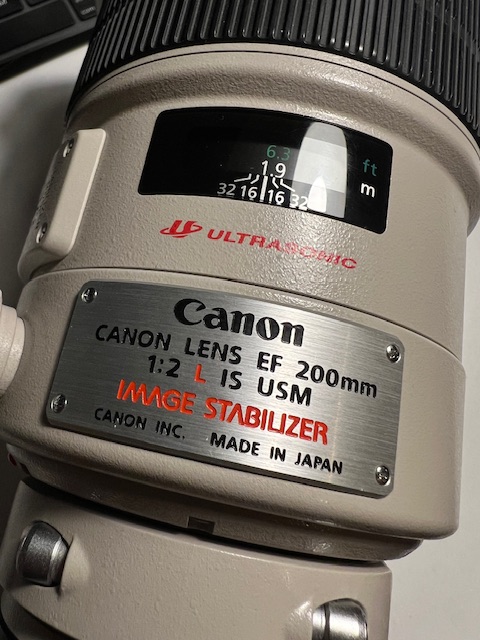 6.3 ft
1.9 m
32 16 16 32
ULTRASONIC
Canon
CANON LENS EF 200mm
1:2 L IS USM
IMAGE STABILIZER
CANON INC. MADE IN JAPAN